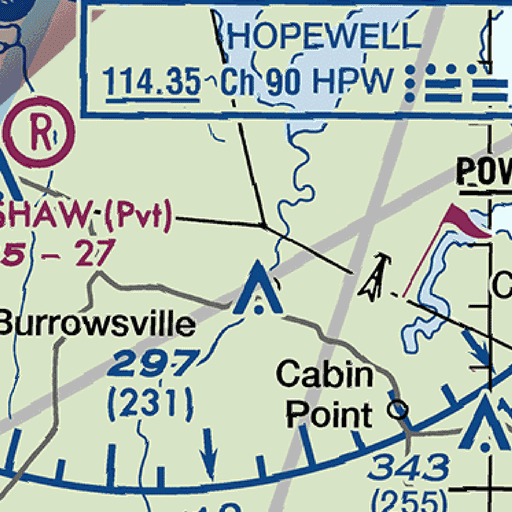 HOPEWELL
114.35 Ch 90 HPW
R
POW
SHAW (Pvt)
5 - 27
C
Burrowsville
297
(231)
Cabin
Point
343
(255)